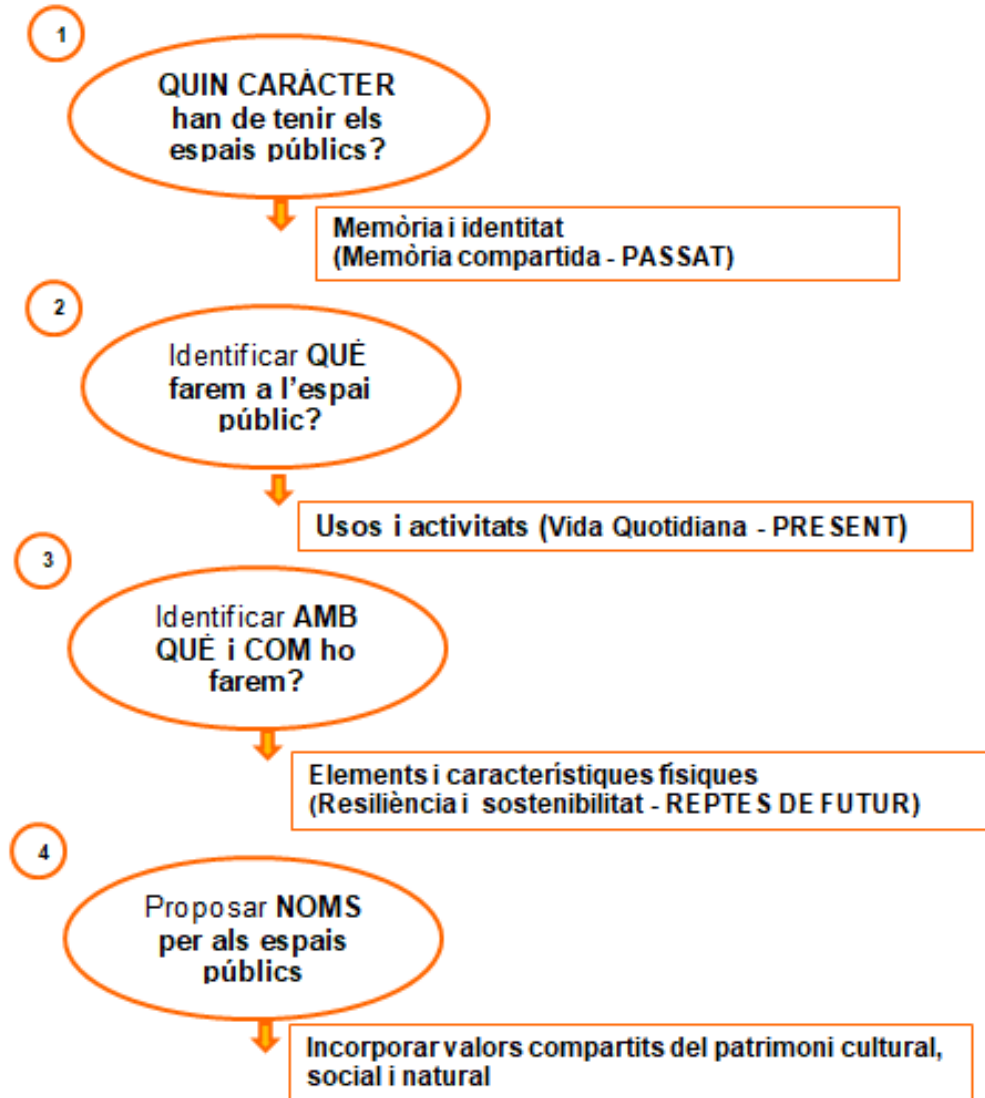 1
QUIN CARÀCTER
han de tenir els
espais públics?
Memòria i identitat
(Memòria compartida - PASSAT)
2
Identificar QUÈ
farem a l'espai
públic?
Usos i activitats (Vida Quotidiana - PRESENT)
3
Identificar AMB
QUÈ i COM ho
farem?
Elements i característiques físiques
(Resiliència i sostenibilitat - REPTES DE FUTUR)
4
Proposar NOMS
per als espais
públics
Incorporar valors compartits del patrimoni cultural,
social i natural